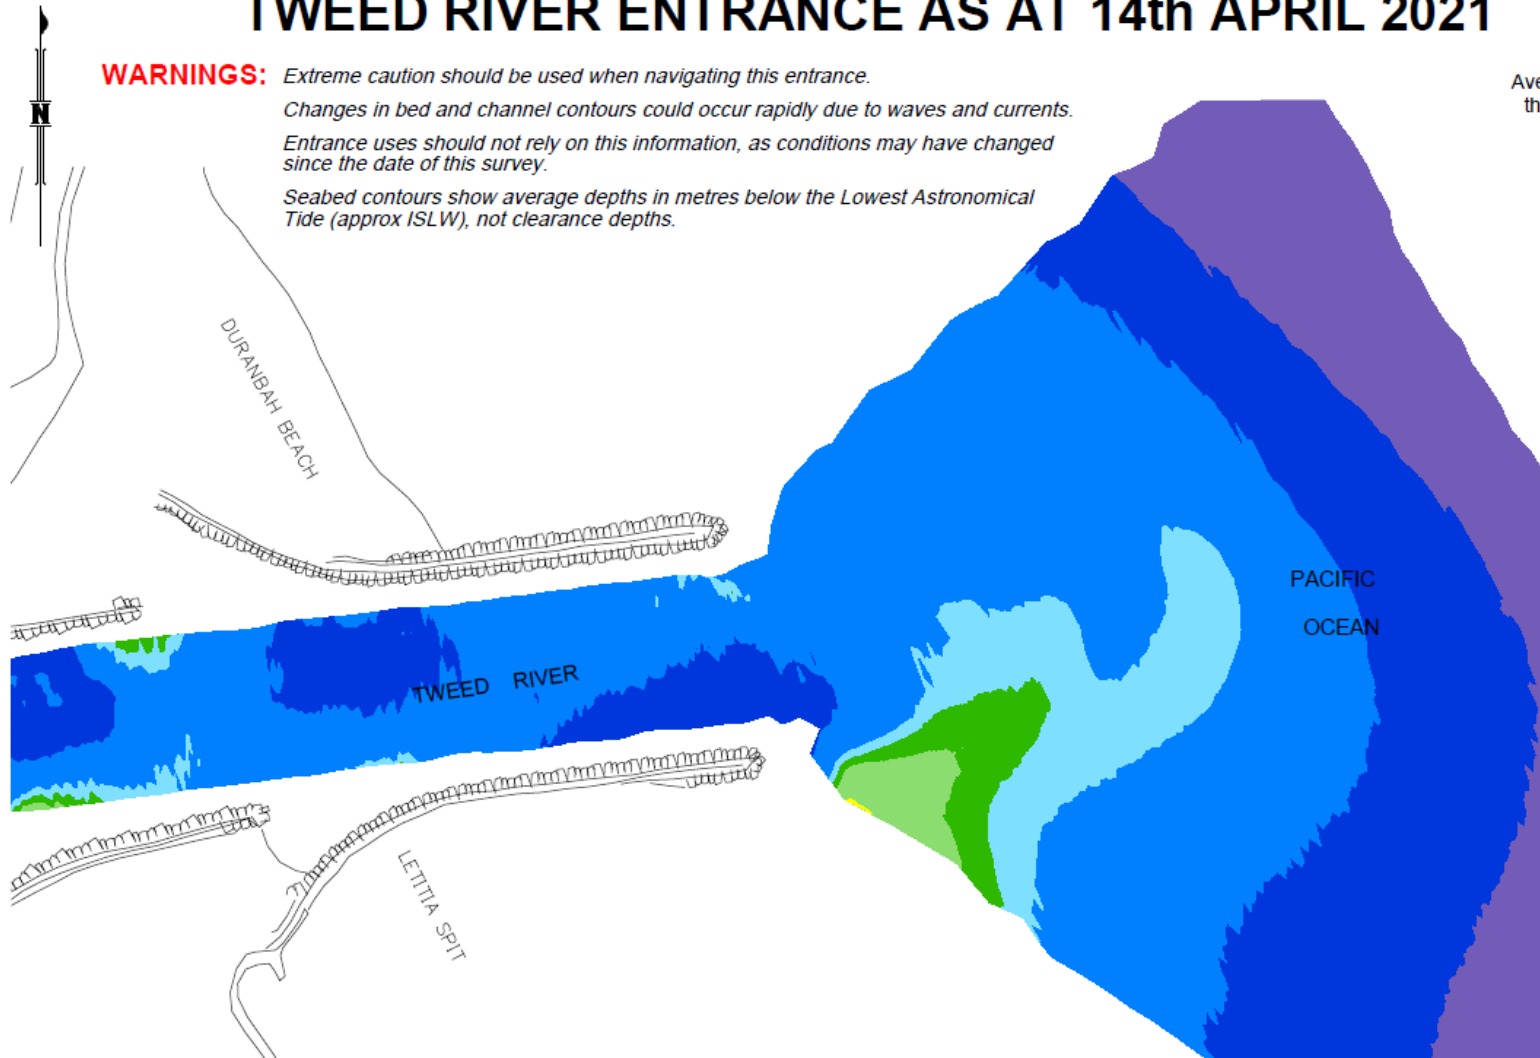 TWEED RIVER ENTRANCE AS AT 14th APRIL 2021
WARNINGS: Extreme caution should be used when navigating this entrance.
Changes in bed and channel contours could occur rapidly due to waves and currents.
Entrance uses should not rely on this information, as conditions may have changed
since the date of this survey.
Seabed contours show average depths in metres below the Lowest Astronomical
Tide (approx ISLW), not clearance depths.
N
DURANBAH BEACH
PACIFIC
OCEAN
TWEED RIVER
LETITIA SPIT